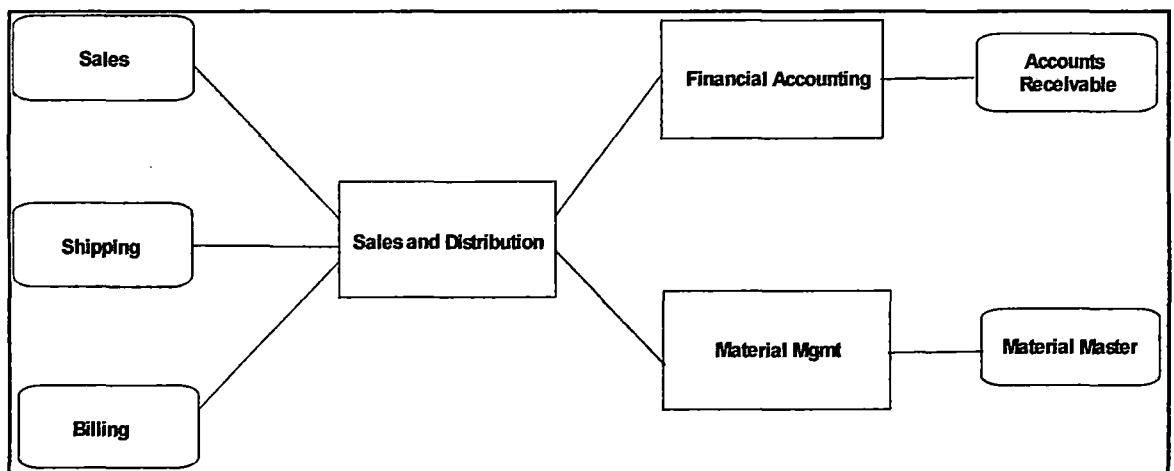 Sales
Financial Accounting
Accounts
Receivable
Shipping
Sales and Distribution
Material Mgmt
Material Master
Billing